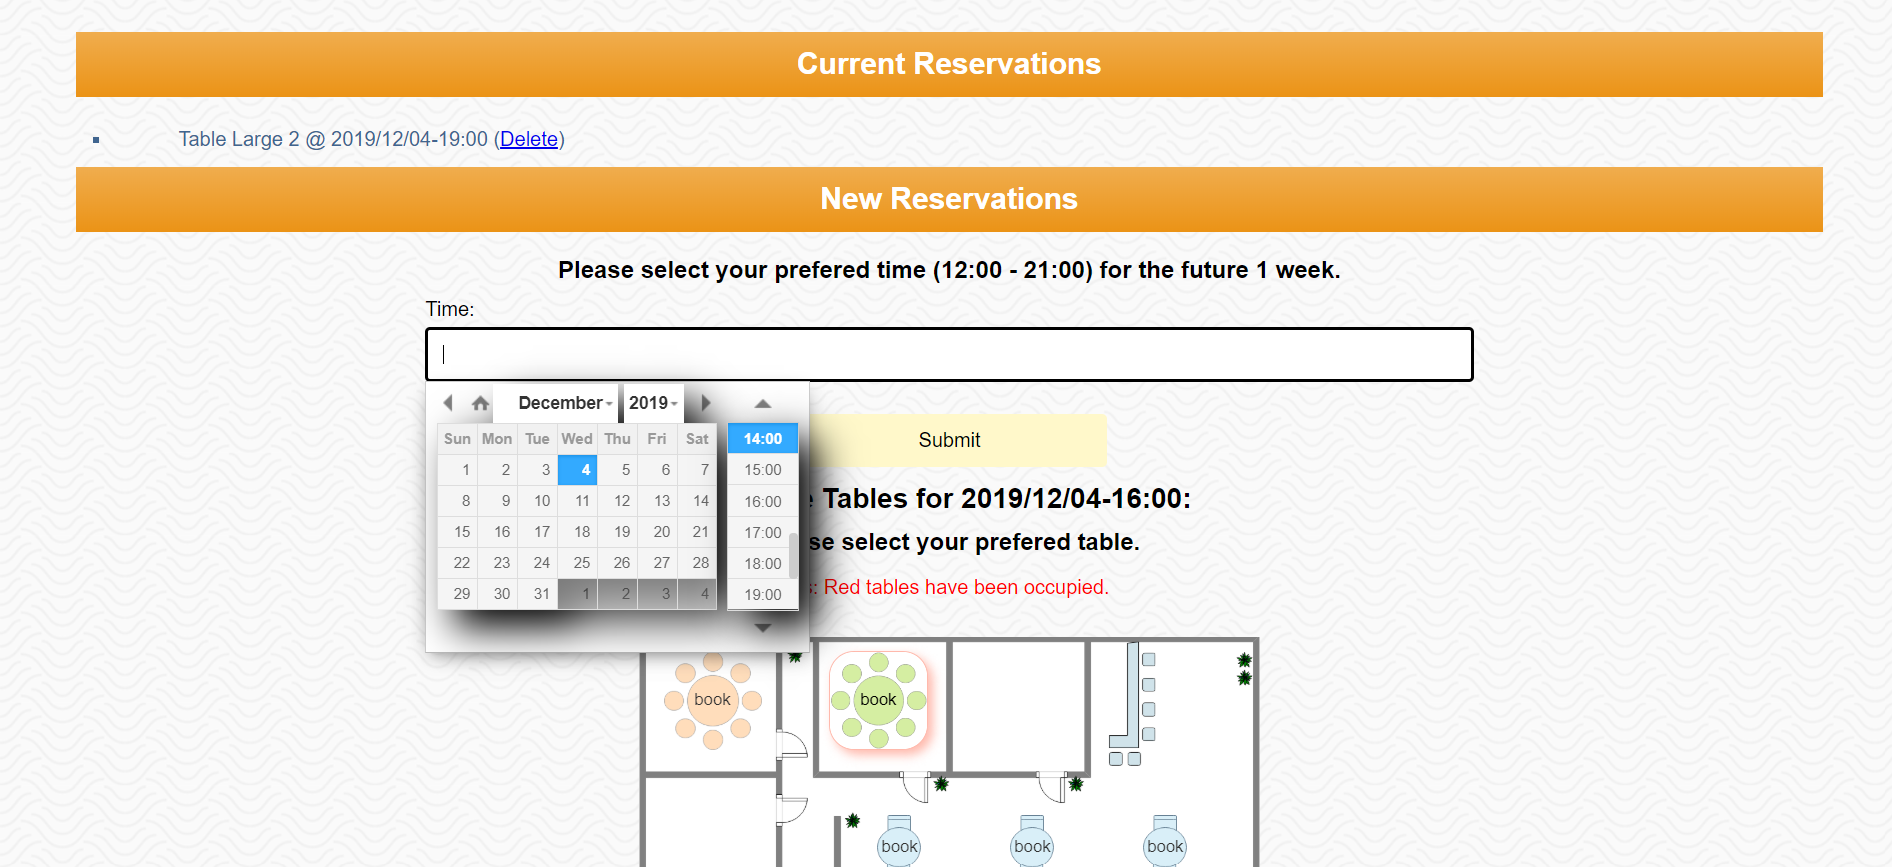 Current Reservations
Table Large 2 @ 2019/12/04-19:00 (Delete)
New Reservations
Please select your prefered time (12:00 - 21:00) for the future 1 week.
Time:
December 2019
Sun Mon Tue Wed Thu Fri Sat
1 2 3 4 5 6 7
8 9 10 11 12 13 14
15 16 17 18 19 20 21
22 23 24 25 26 27 28
29 30 31 1 2 3 4
14:00
15:00
16:00
17:00
18:00
19:00
Submit
Tables for 2019/12/04-16:00:
select your prefered table.
Red tables have been occupied.
book book
book book book